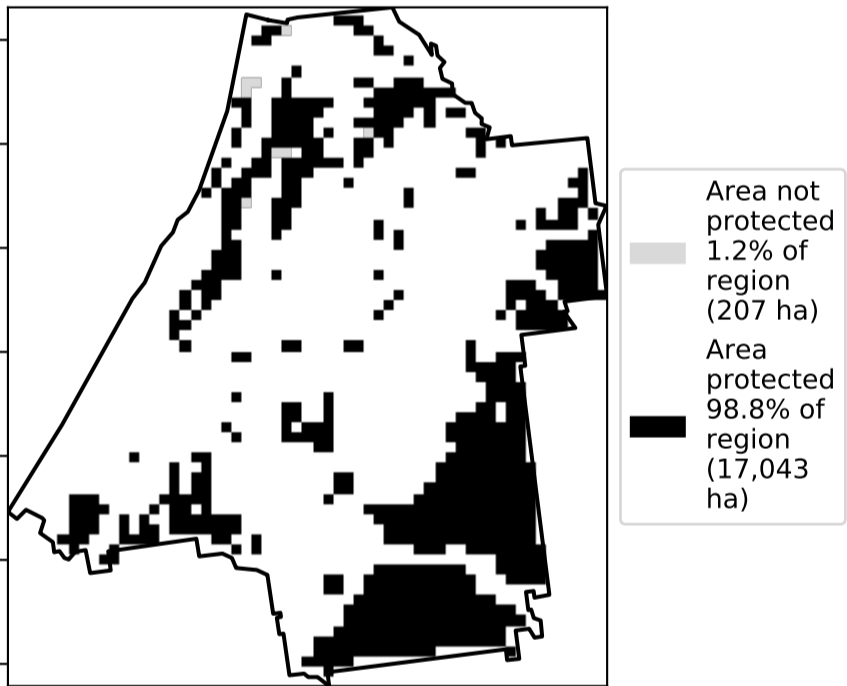 Area not
protected
1.2% of
region
(207 ha)
Area
protected
98.8% of
region
(17,043
ha)